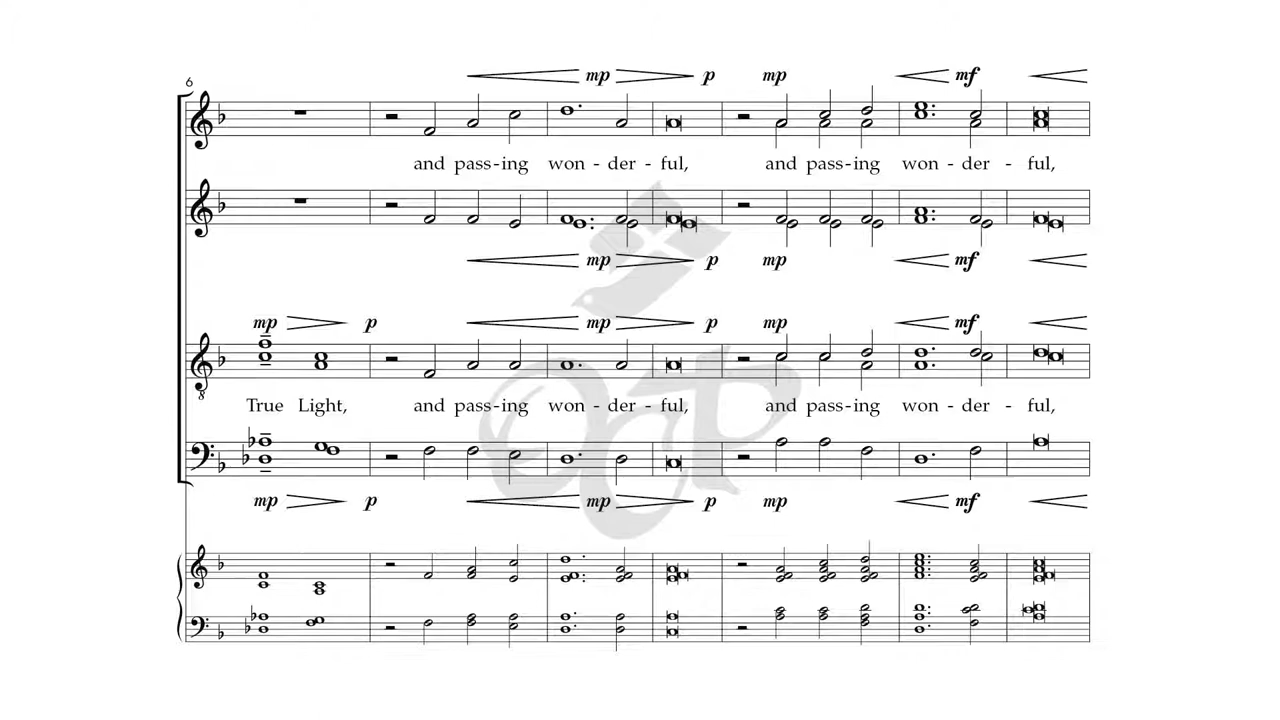 mp p mp mf
6
and pass-ing won - der - ful, and pass-ing won - der - ful,
mp p mp mf
mp p mp p mp mf
8
True Light, and pass-ing won - der - ful, and pass-ing won - der - ful,
mp p mp p mp mf